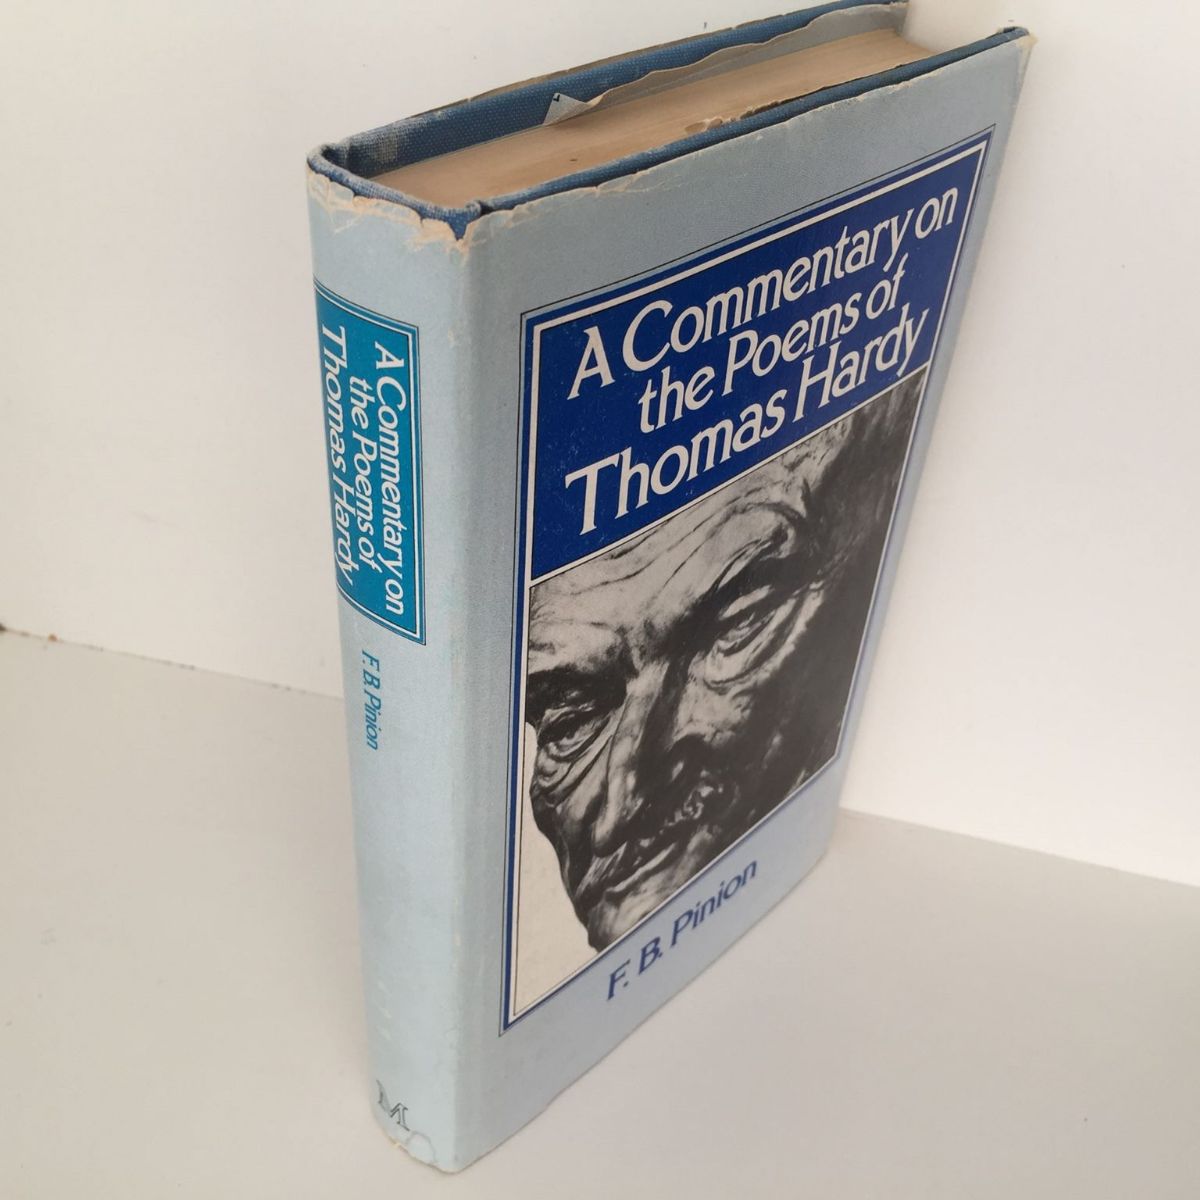 A Commentary on
the Poems of
Thomas Hardy
F. B. Pinion
A Commentary on
the Poems of
Thomas Hardy
F. B. Pinion
M